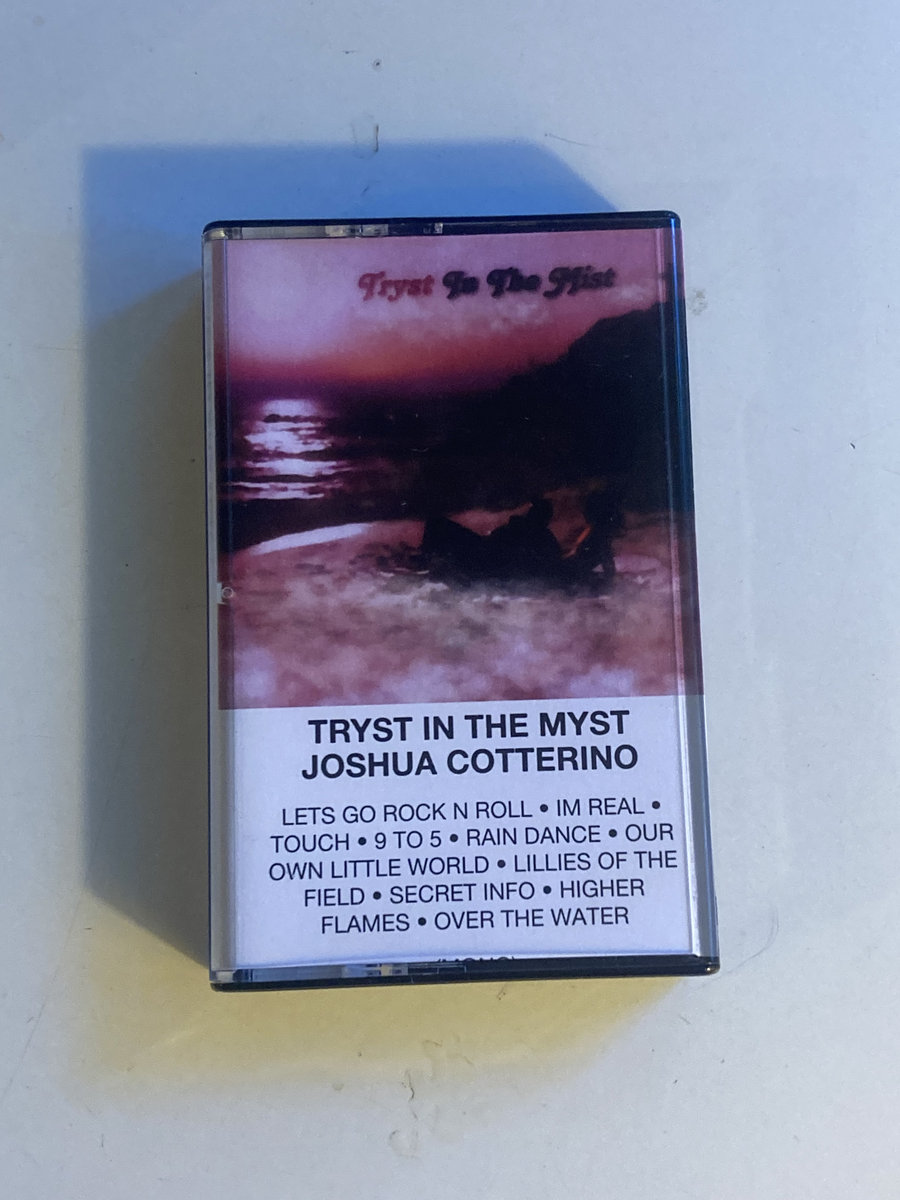 Tryst In The Mist
TRYST IN THE MYST
JOSHUA COTTERINO
LETS GO ROCK N ROLL • IM REAL •
TOUCH • 9 TO 5 • RAIN DANCE • OUR
OWN LITTLE WORLD • LILLIES OF THE
FIELD • SECRET INFO • HIGHER
FLAMES • OVER THE WATER